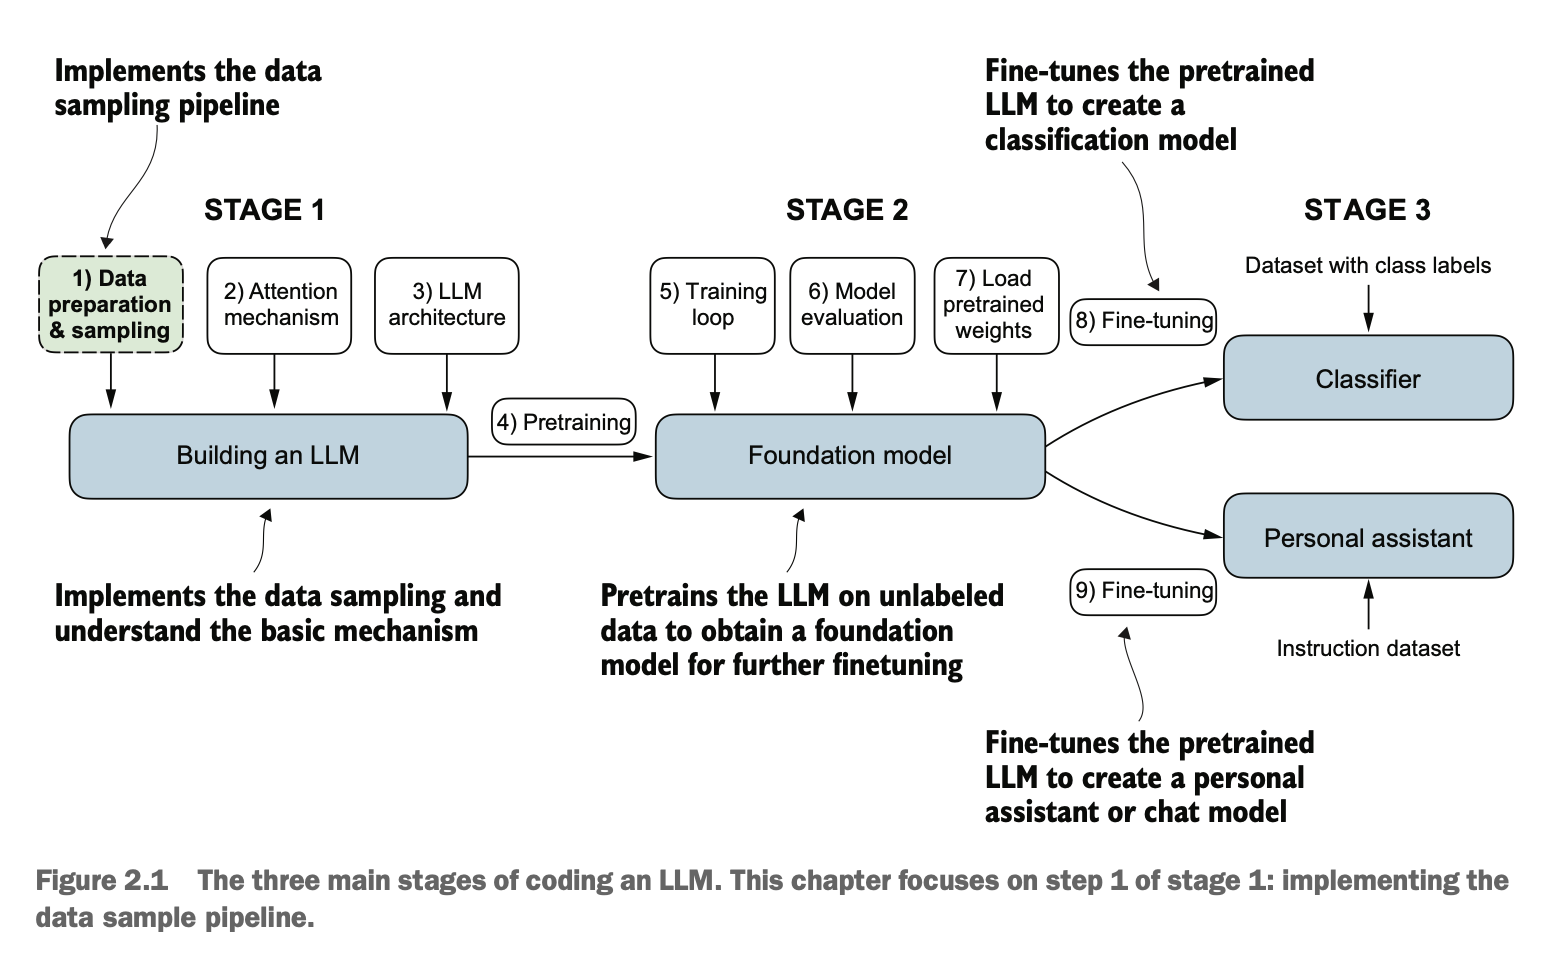 Implements the data
sampling pipeline
Fine-tunes the pretrained
LLM to create a
classification model
STAGE 1
STAGE 2
STAGE 3
1) Data
preparation
& sampling
2) Attention
mechanism
3) LLM
architecture
5) Training
loop
6) Model
evaluation
7) Load
pretrained
weights
8) Fine-tuning
Dataset with class labels
Classifier
4) Pretraining
Building an LLM
Foundation model
Personal assistant
9) Fine-tuning
Instruction dataset
Implements the data sampling and
understand the basic mechanism
Pretrains the LLM on unlabeled
data to obtain a foundation
model for further finetuning
Fine-tunes the pretrained
LLM to create a personal
assistant or chat model
Figure 2.1 The three main stages of coding an LLM. This chapter focuses on step 1 of stage 1: implementing the
data sample pipeline.